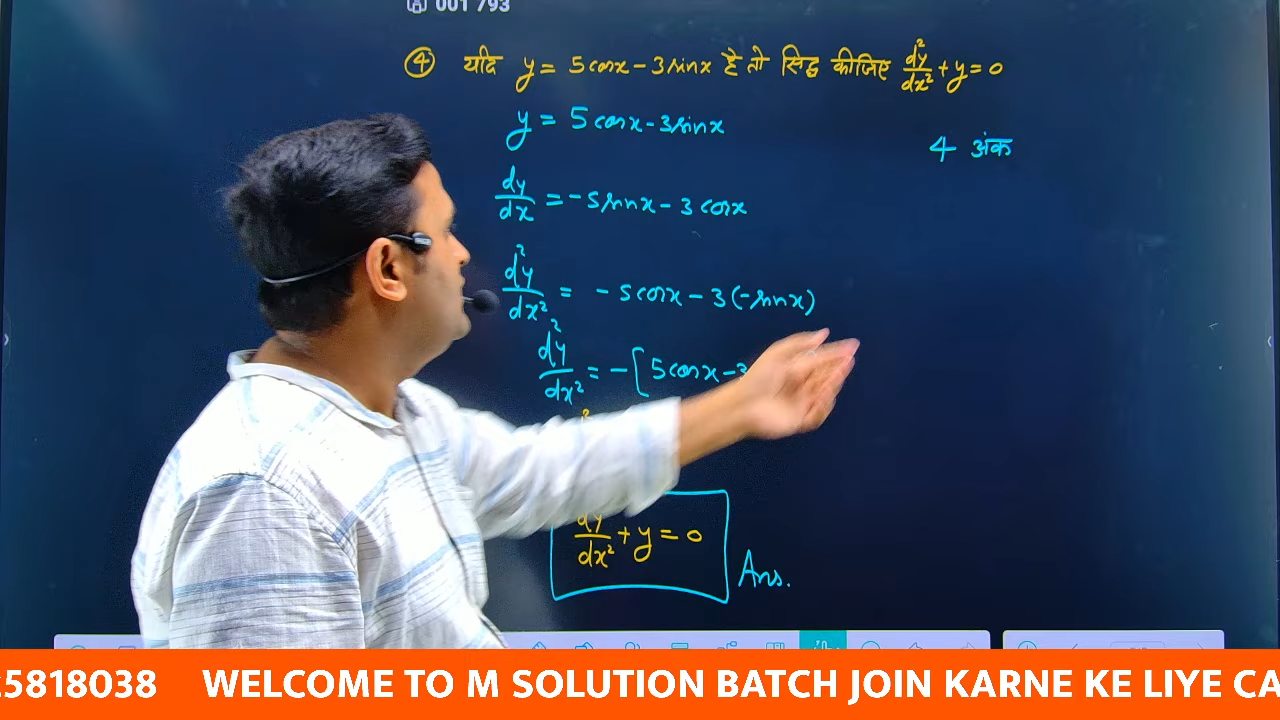 001 793
④ यदि y = 5cosx - 3sinx है तो सिद्ध कीजिए d²y/dx² + y = 0
y = 5cosx - 3sinx
4 अंक
dy/dx = -5sinx - 3cosx
d²y/dx² = -5cosx - 3(-sinx)
d²y/dx² = -[5cosx - 3
d²y/dx² + y = 0
Ans.
5818038 WELCOME TO M SOLUTION BATCH JOIN KARNE KE LIYE CA